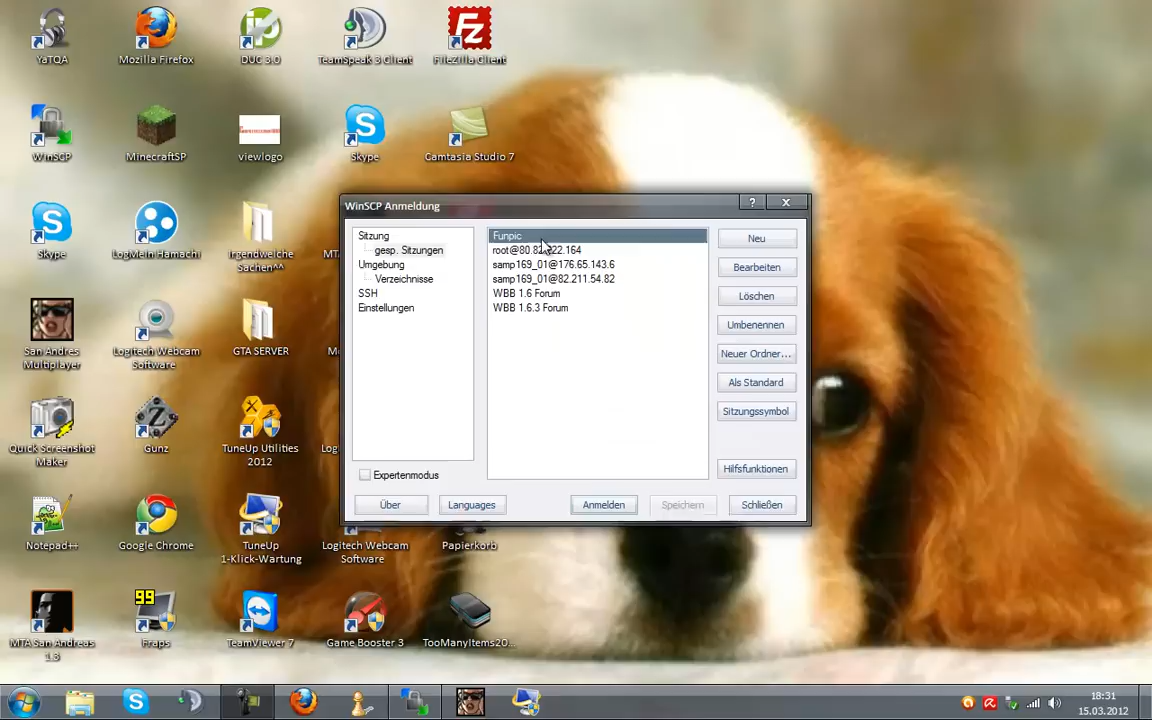 YaTQA
Mozilla Firefox
DUC 3.0
TeamSpeak 3 Client
FileZilla Client
WinSCP
MinecraftSP
viewlogo
Skype
Camtasia Studio 7
Skype
LogMeIn Hamachi
Irgendwelche
Sachen^^
San Andres
Multiplayer
Logitech Webcam
Software
GTA SERVER
Quick Screenshot
Maker
Gunz
TuneUp Utilities
2012
Notepad++
Google Chrome
TuneUp
1-Klick-Wartung
Logitech Webcam
Software
Papierkorb
MTA San Andreas
1.3
99
Fraps
TeamViewer 7
Game Booster 3
TooManyItems2O...
WinSCP Anmeldung
?
X
Sitzung
gesp. Sitzungen
Umgebung
Verzeichnisse
SSH
Einstellungen
Funpic
samp169_01@176.65.143.6
samp169_01@82.211.54.82
WBB 1.6 Forum
WBB 1.6.3 Forum
Neu
Bearbeiten
Löschen
Umbenennen
Neuer Ordner...
Als Standard
Sitzungssymbol
Hilfsfunktionen
Expertenmodus
Über
Languages
Anmelden
Speichern
Schließen
18:31
15.03.2012